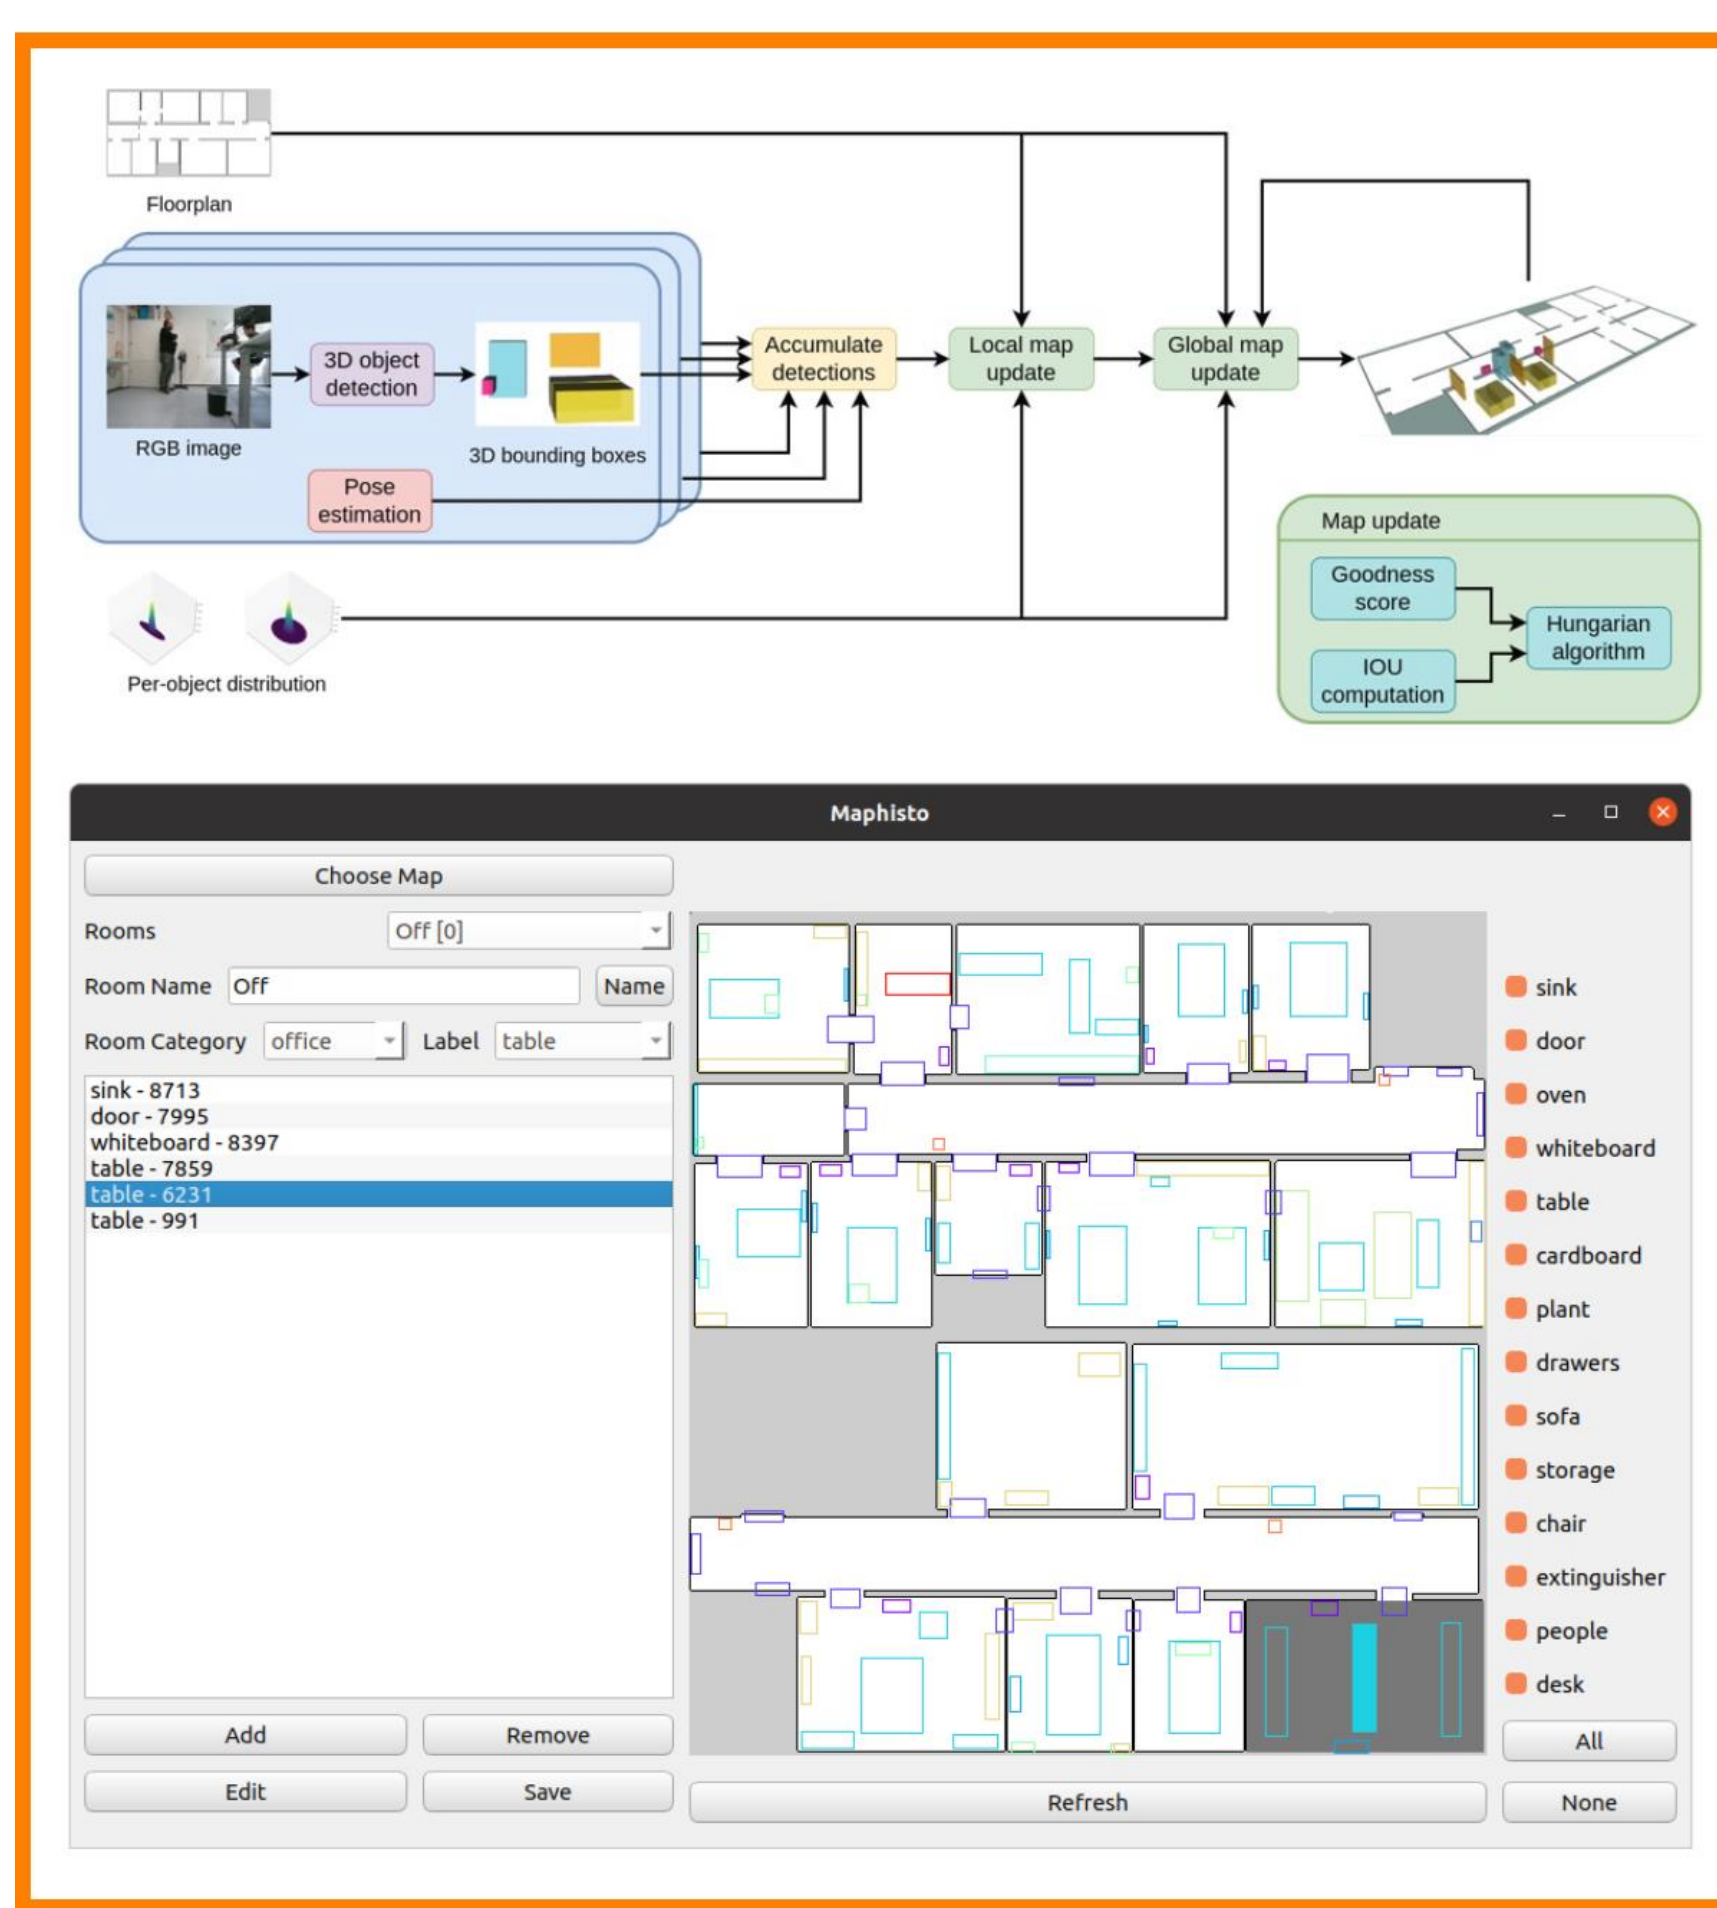 Floorplan
RGB image
3D object
detection
3D bounding boxes
Pose
estimation
Accumulate
detections
Local map
update
Global map
update
Per-object distribution
Map update
Goodness
score
IOU
computation
Hungarian
algorithm
Maphisto
Choose Map
Rooms Off [0]
Room Name Off Name
Room Category office Label table
sink - 8713
door - 7995
whiteboard - 8397
table - 7859
table - 6231
table - 991
Add Remove
Edit Save
Refresh
sink
door
oven
whiteboard
table
cardboard
plant
drawers
sofa
storage
chair
extinguisher
people
desk
All
None